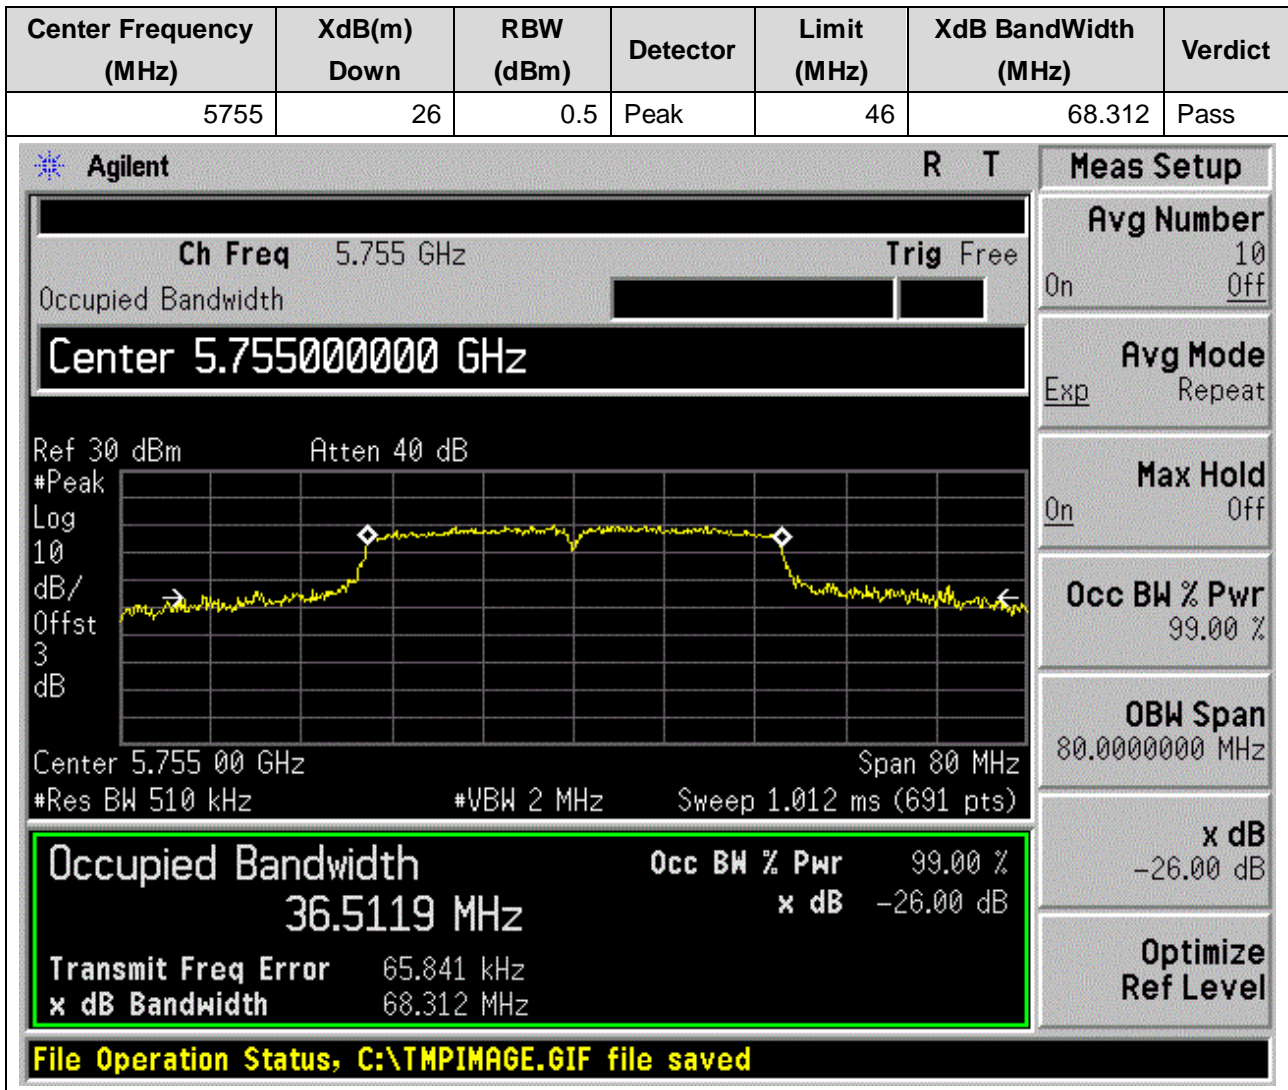 Center Frequency (MHz) XdB(m) Down RBW (dBm) Detector Limit (MHz) XdB BandWidth (MHz) Verdict
5755 26 0.5 Peak 46 68.312 Pass
Agilent R T
Ch Freq 5.755 GHz Trig Free
Occupied Bandwidth
Center 5.755000000 GHz
Ref 30 dBm Atten 40 dB
#Peak
Log
10
dB/
Offst
3
dB
Center 5.755 00 GHz Span 80 MHz
#Res BW 510 kHz #VBW 2 MHz Sweep 1.012 ms (691 pts)
Occupied Bandwidth Occ BW % Pwr 99.00 %
36.5119 MHz x dB -26.00 dB
Transmit Freq Error 65.841 kHz
x dB Bandwidth 68.312 MHz
File Operation Status, C:\TMPIMAGE.GIF file saved
Meas Setup
Avg Number
10
On Off
Avg Mode
Exp Repeat
Max Hold
On Off
Occ BW % Pwr
99.00 %
OBW Span
80.0000000 MHz
x dB
-26.00 dB
Optimize
Ref Level